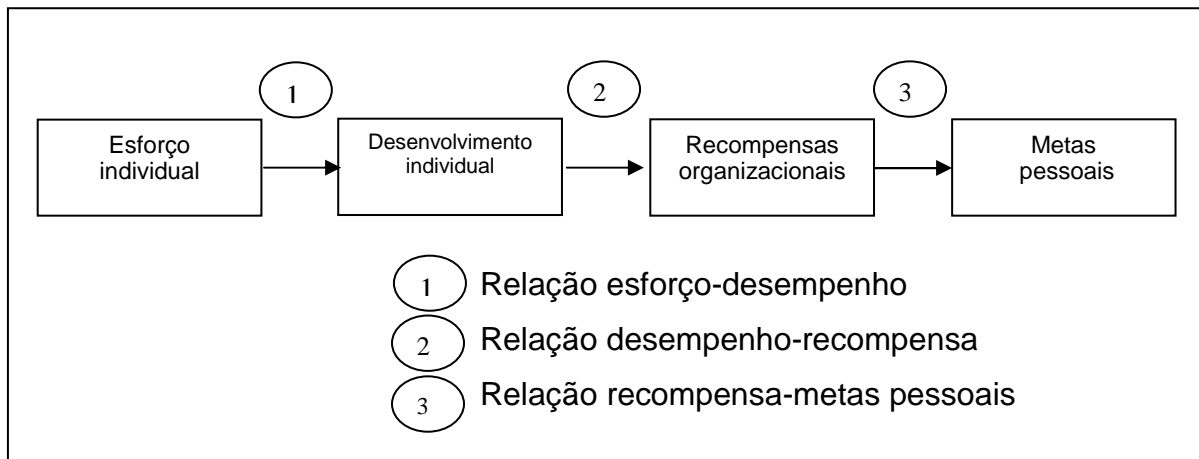 1
2
3
Esforço
individual
Desenvolvimento
individual
Recompensas
organizacionais
Metas
pessoais
1 Relação esforço-desempenho
2 Relação desempenho-recompensa
3 Relação recompensa-metas pessoais